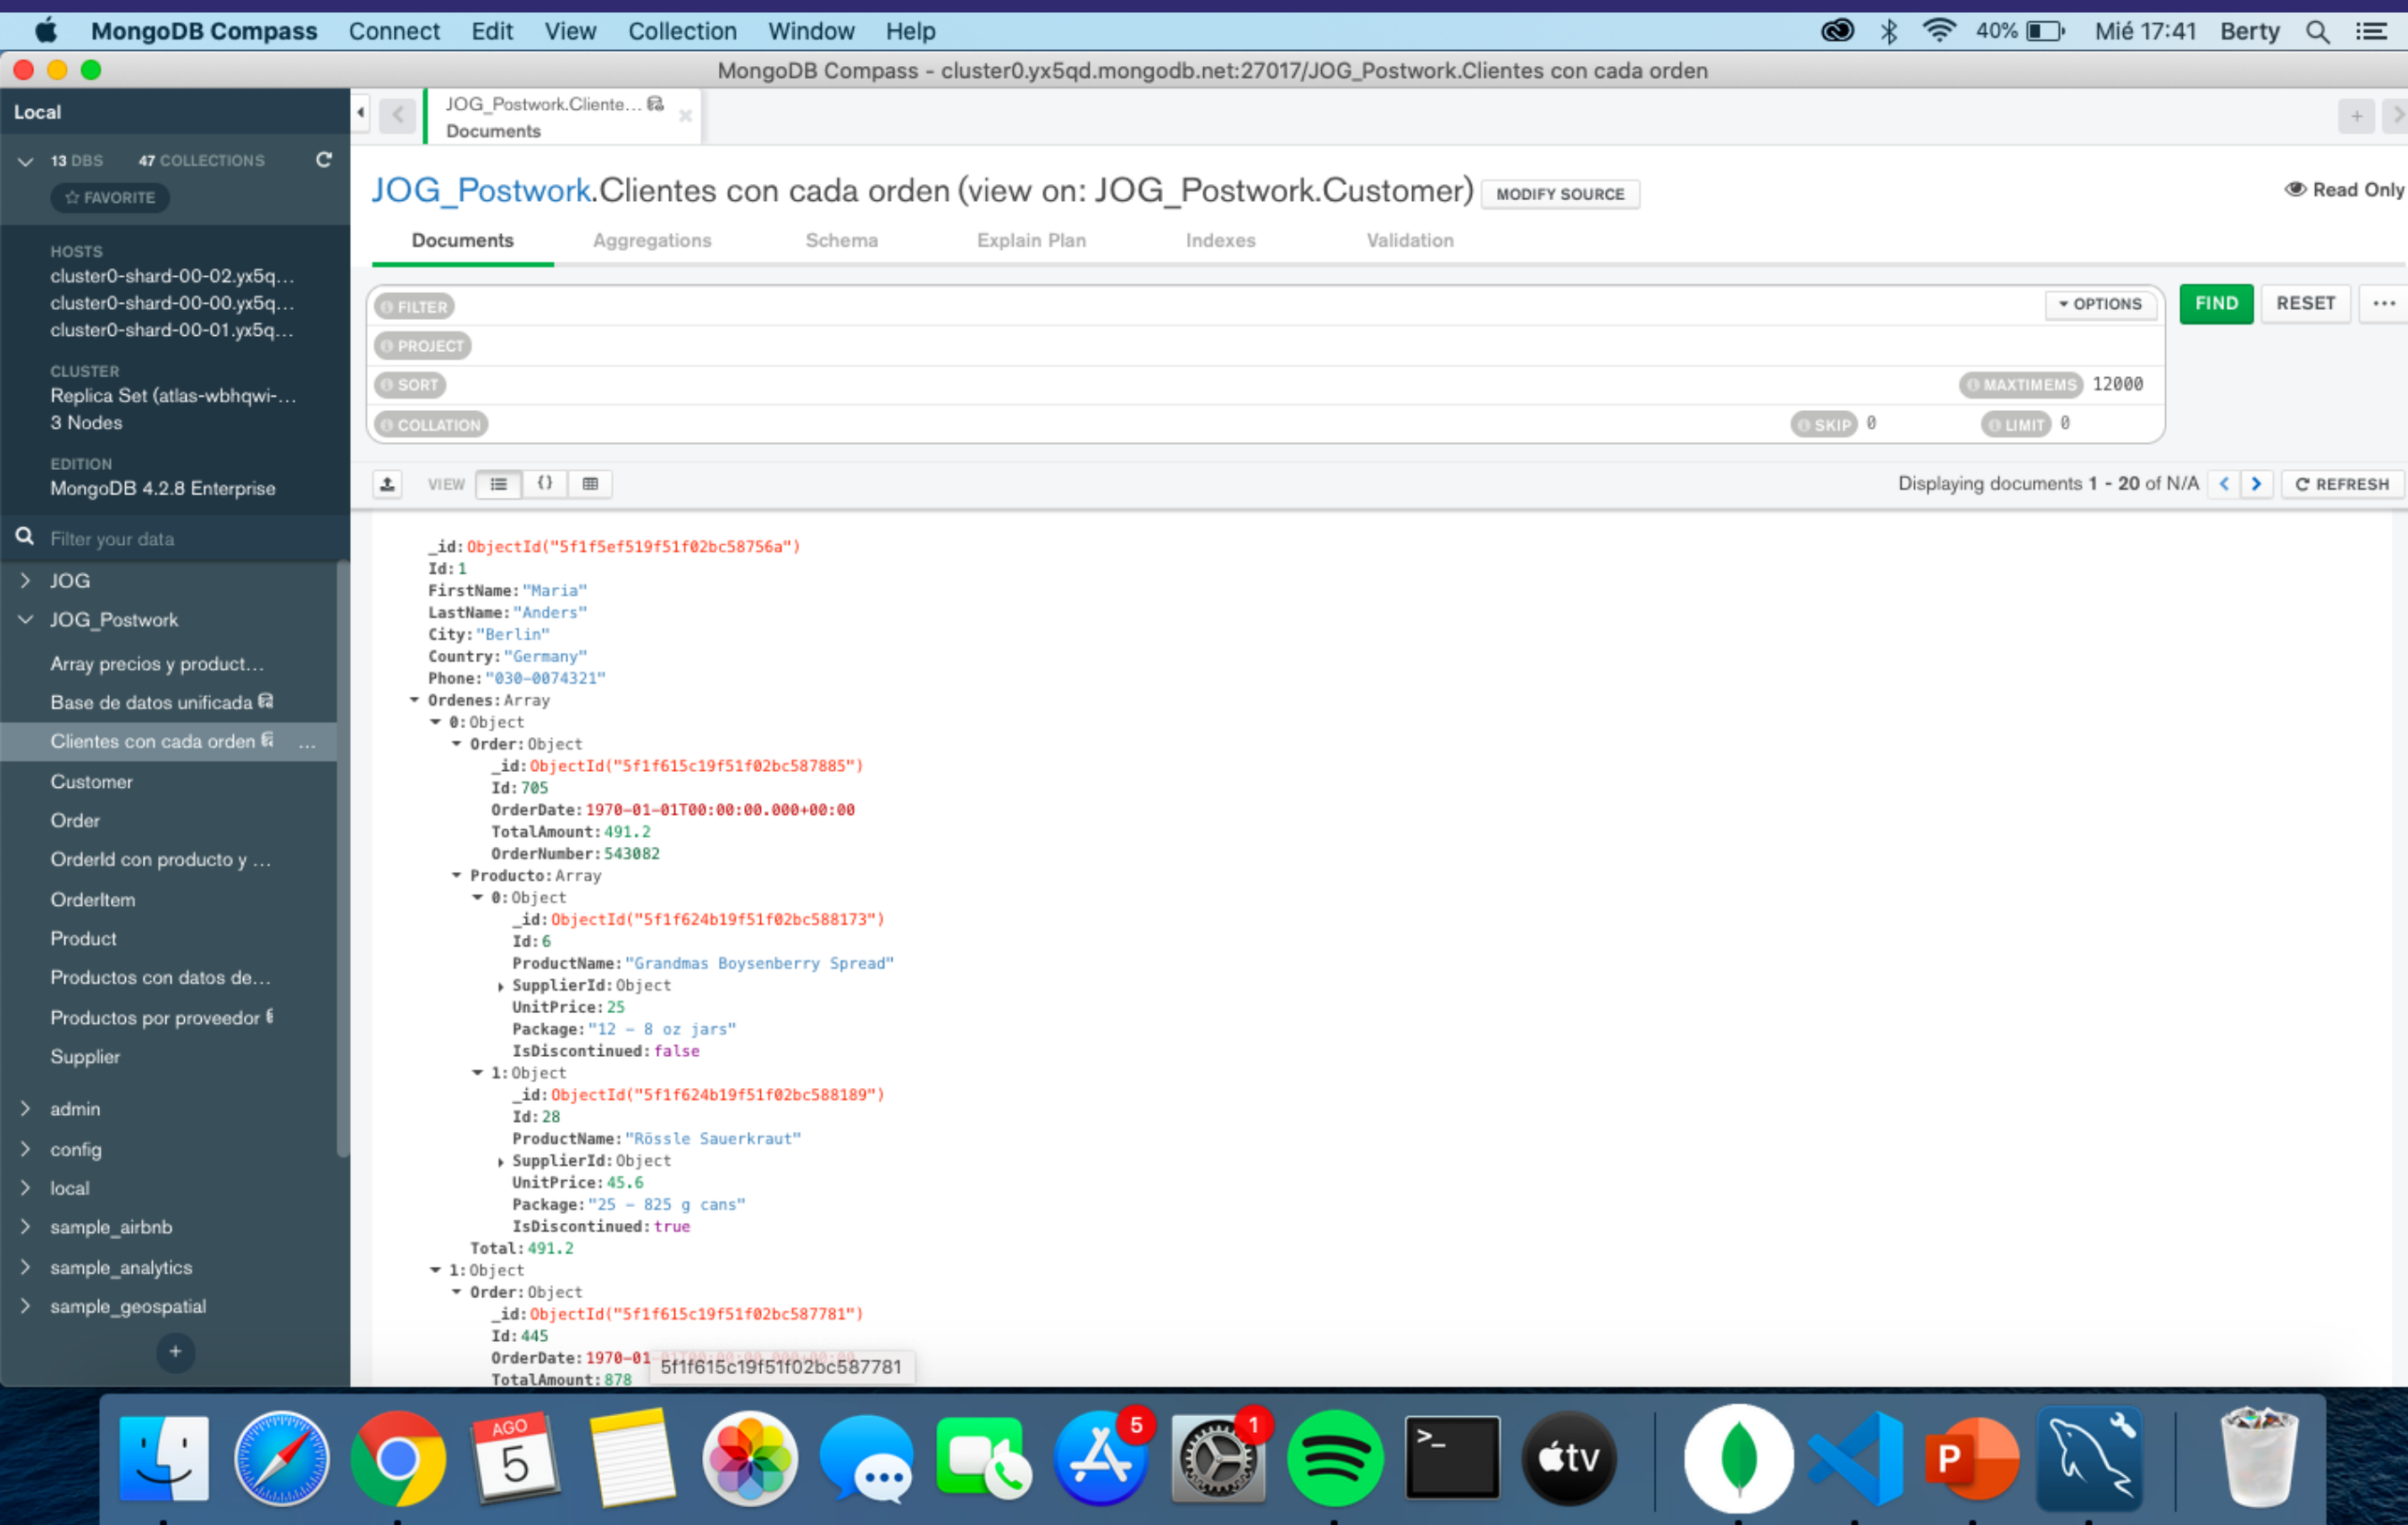 MongoDB Compass Connect Edit View Collection Window Help 40% Mié 17:41 Berty
MongoDB Compass - cluster0.yx5qd.mongodb.net:27017/JOG_Postwork.Clientes con cada orden
Local
13 DBS 47 COLLECTIONS
FAVORITE
HOSTS
cluster0-shard-00-02.yx5q...
cluster0-shard-00-00.yx5q...
cluster0-shard-00-01.yx5q...
CLUSTER
Replica Set (atlas-wbhqwi-...
3 Nodes
EDITION
MongoDB 4.2.8 Enterprise
Filter your data
JOG
JOG_Postwork
Array precios y product...
Base de datos unificada
Clientes con cada orden ...
Customer
Order
OrderId con producto y ...
OrderItem
Product
Productos con datos de...
Productos por proveedor
Supplier
admin
config
local
sample_airbnb
sample_analytics
sample_geospatial
+
JOG_Postwork.Cliente...
Documents
JOG_Postwork.Clientes con cada orden (view on: JOG_Postwork.Customer) MODIFY SOURCE Read Only
Documents Aggregations Schema Explain Plan Indexes Validation
FILTER OPTIONS FIND RESET ...
PROJECT
SORT MAXTIMEMS 12000
COLLATION SKIP 0 LIMIT 0
VIEW {} Displaying documents 1 - 20 of N/A REFRESH
_id:ObjectId("5f1f5ef519f51f02bc58756a")
Id:1
FirstName:"Maria"
LastName:"Anders"
City:"Berlin"
Country:"Germany"
Phone:"030-0074321"
Ordenes:Array
0:Object
Order:Object
_id:ObjectId("5f1f615c19f51f02bc587885")
Id:705
OrderDate:1970-01-01T00:00:00.000+00:00
TotalAmount:491.2
OrderNumber:543082
Producto:Array
0:Object
_id:ObjectId("5f1f624b19f51f02bc588173")
Id:6
ProductName:"Grandmas Boysenberry Spread"
SupplierId:Object
UnitPrice:25
Package:"12 - 8 oz jars"
IsDiscontinued:false
1:Object
_id:ObjectId("5f1f624b19f51f02bc588189")
Id:28
ProductName:"Rössle Sauerkraut"
SupplierId:Object
UnitPrice:45.6
Package:"25 - 825 g cans"
IsDiscontinued:true
Total:491.2
1:Object
Order:Object
_id:ObjectId("5f1f615c19f51f02bc587781")
Id:445
OrderDate:1970-01
5f1f615c19f51f02bc587781
TotalAmount:878
AGO
5
5
1
>_
tv
P